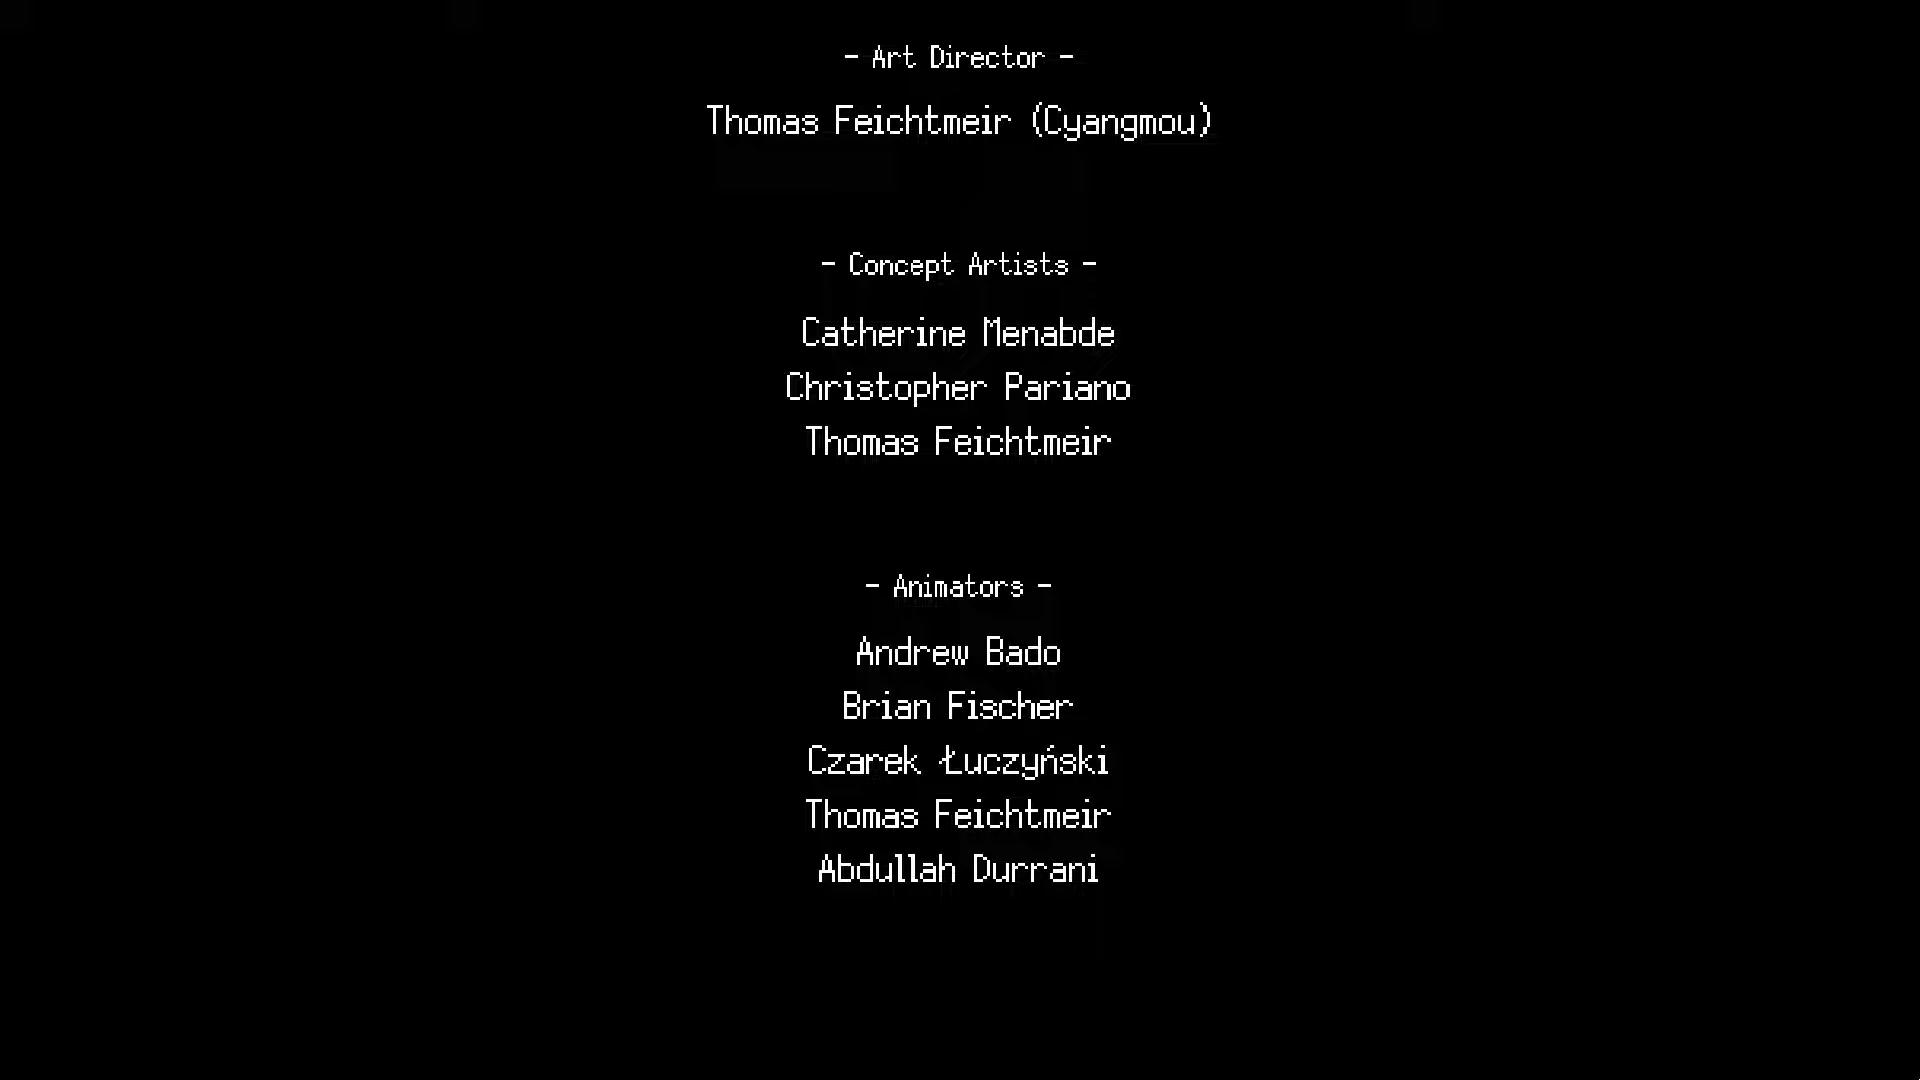 - Art Director -
Thomas Feichtmeir (Cyangmou)
- Concept Artists -
Catherine Menabde
Christopher Pariano
Thomas Feichtmeir
- Animators -
Andrew Bado
Brian Fischer
Czarek Łuczyński
Thomas Feichtmeir
Abdullah Durrani